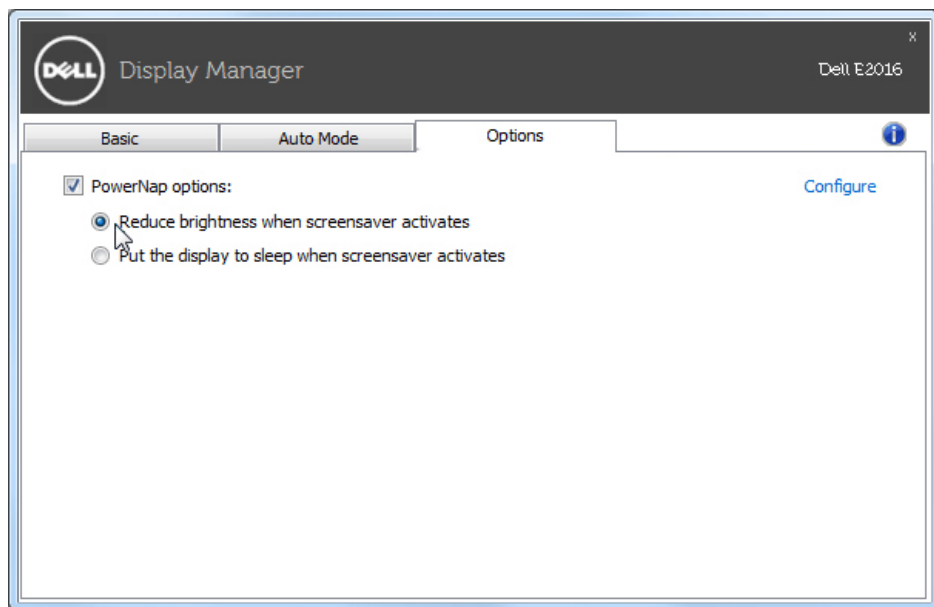 x
DELL Display Manager
Dell E2016
Basic Auto Mode Options
PowerNap options: Configure
Reduce brightness when screensaver activates
Put the display to sleep when screensaver activates